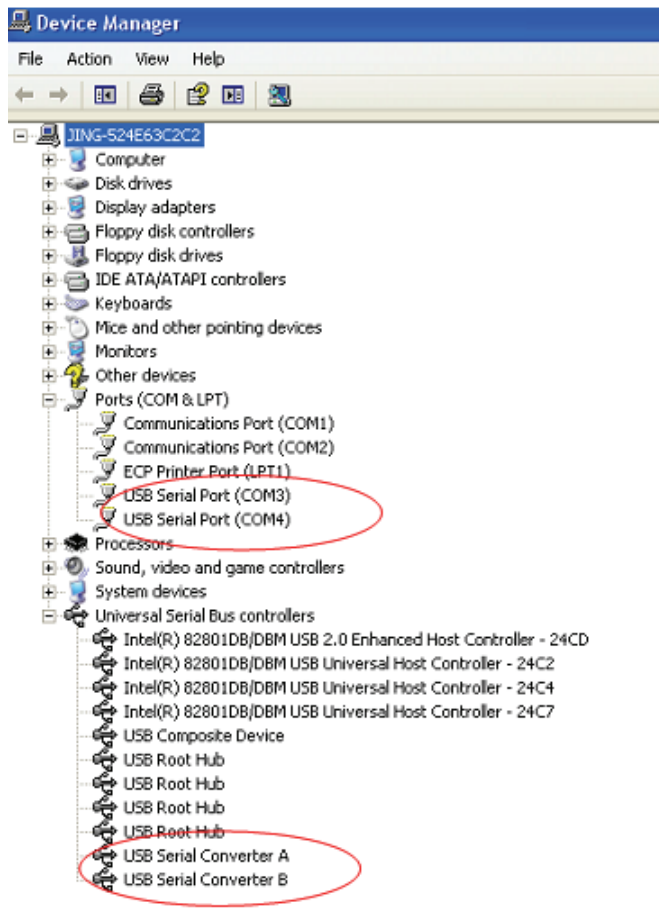 Device Manager
File Action View Help
JING-524E63C2C2
Computer
Disk drives
Display adapters
Floppy disk controllers
Floppy disk drives
IDE ATA/ATAPI controllers
Keyboards
Mice and other pointing devices
Monitors
Other devices
Ports (COM & LPT)
Communications Port (COM1)
Communications Port (COM2)
ECP Printer Port (LPT1)
USB Serial Port (COM3)
USB Serial Port (COM4)
Processors
Sound, video and game controllers
System devices
Universal Serial Bus controllers
Intel(R) 82801DB/DBM USB 2.0 Enhanced Host Controller - 24CD
Intel(R) 82801DB/DBM USB Universal Host Controller - 24C2
Intel(R) 82801DB/DBM USB Universal Host Controller - 24C4
Intel(R) 82801DB/DBM USB Universal Host Controller - 24C7
USB Composite Device
USB Root Hub
USB Root Hub
USB Root Hub
USB Root Hub
USB Serial Converter A
USB Serial Converter B